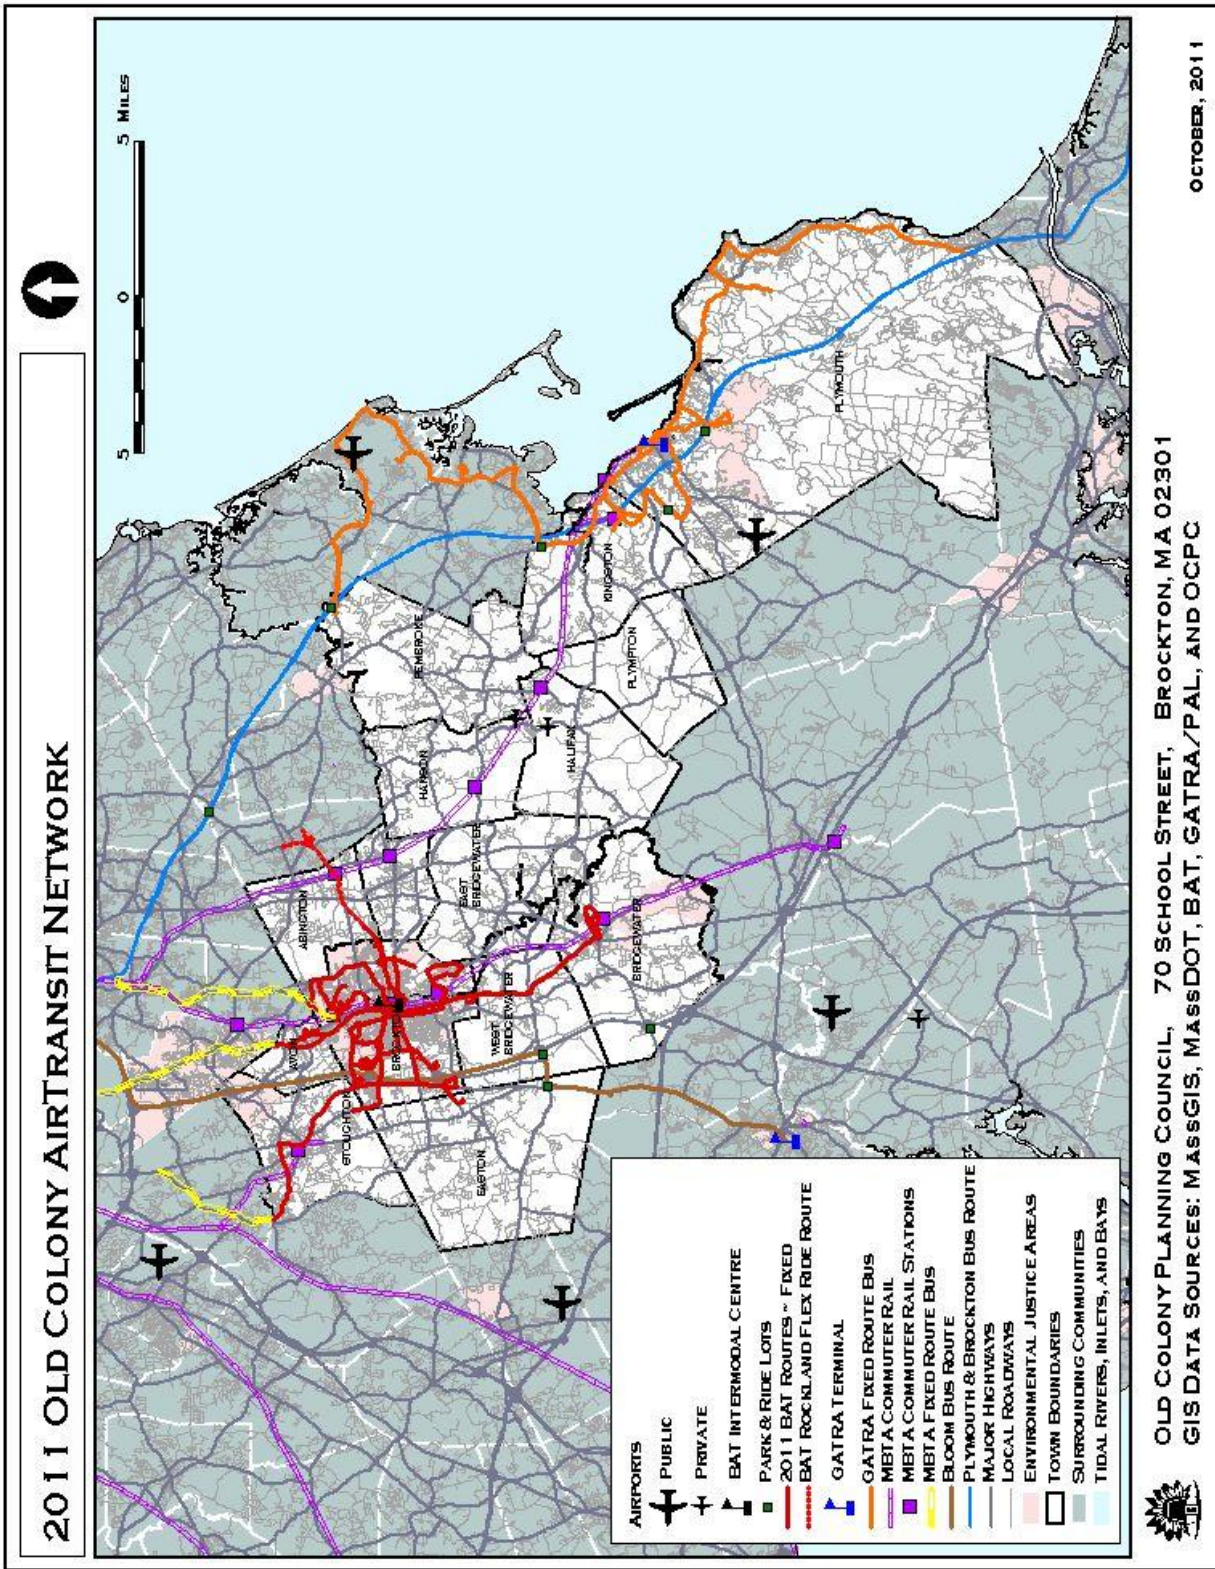 2011 OLD COLONY AIRTRANSIT NETWORK
5 0 5 MILES
STOUGHTON
AVON
ABINGTON
BROCKTON
EASTON
WEST
BRIDGEWATER
EAST
BRIDGEWATER
HANSON
PEMBROKE
BRIDGEWATER
HALIFAX
PLYMPTON
KINGSTON
PLYMOUTH
AIRPORTS
PUBLIC
PRIVATE
BAT INTERMODAL CENTRE
PARK & RIDE LOTS
2011 BAT ROUTES ~ FIXED
BAT ROCKLAND FLEX RIDE ROUTE
GATRA TERMINAL
GATRA FIXED ROUTE BUS
MBTA COMMUTER RAIL
MBTA COMMUTER RAIL STATIONS
MBTA FIXED ROUTE BUS
BLOOM BUS ROUTE
PLYMOUTH & BROCKTON BUS ROUTE
MAJOR HIGHWAYS
LOCAL ROADWAYS
ENVIRONMENTAL JUSTICE AREAS
TOWN BOUNDARIES
SURROUNDING COMMUNITIES
TIDAL RIVERS, INLETS, AND BAYS
OLD COLONY PLANNING COUNCIL, 70 SCHOOL STREET, BROCKTON, MA 02301
GIS DATA SOURCES: MASSGIS, MASSDOT, BAT, GATRA/PAL, AND OCPC
OCTOBER, 2011